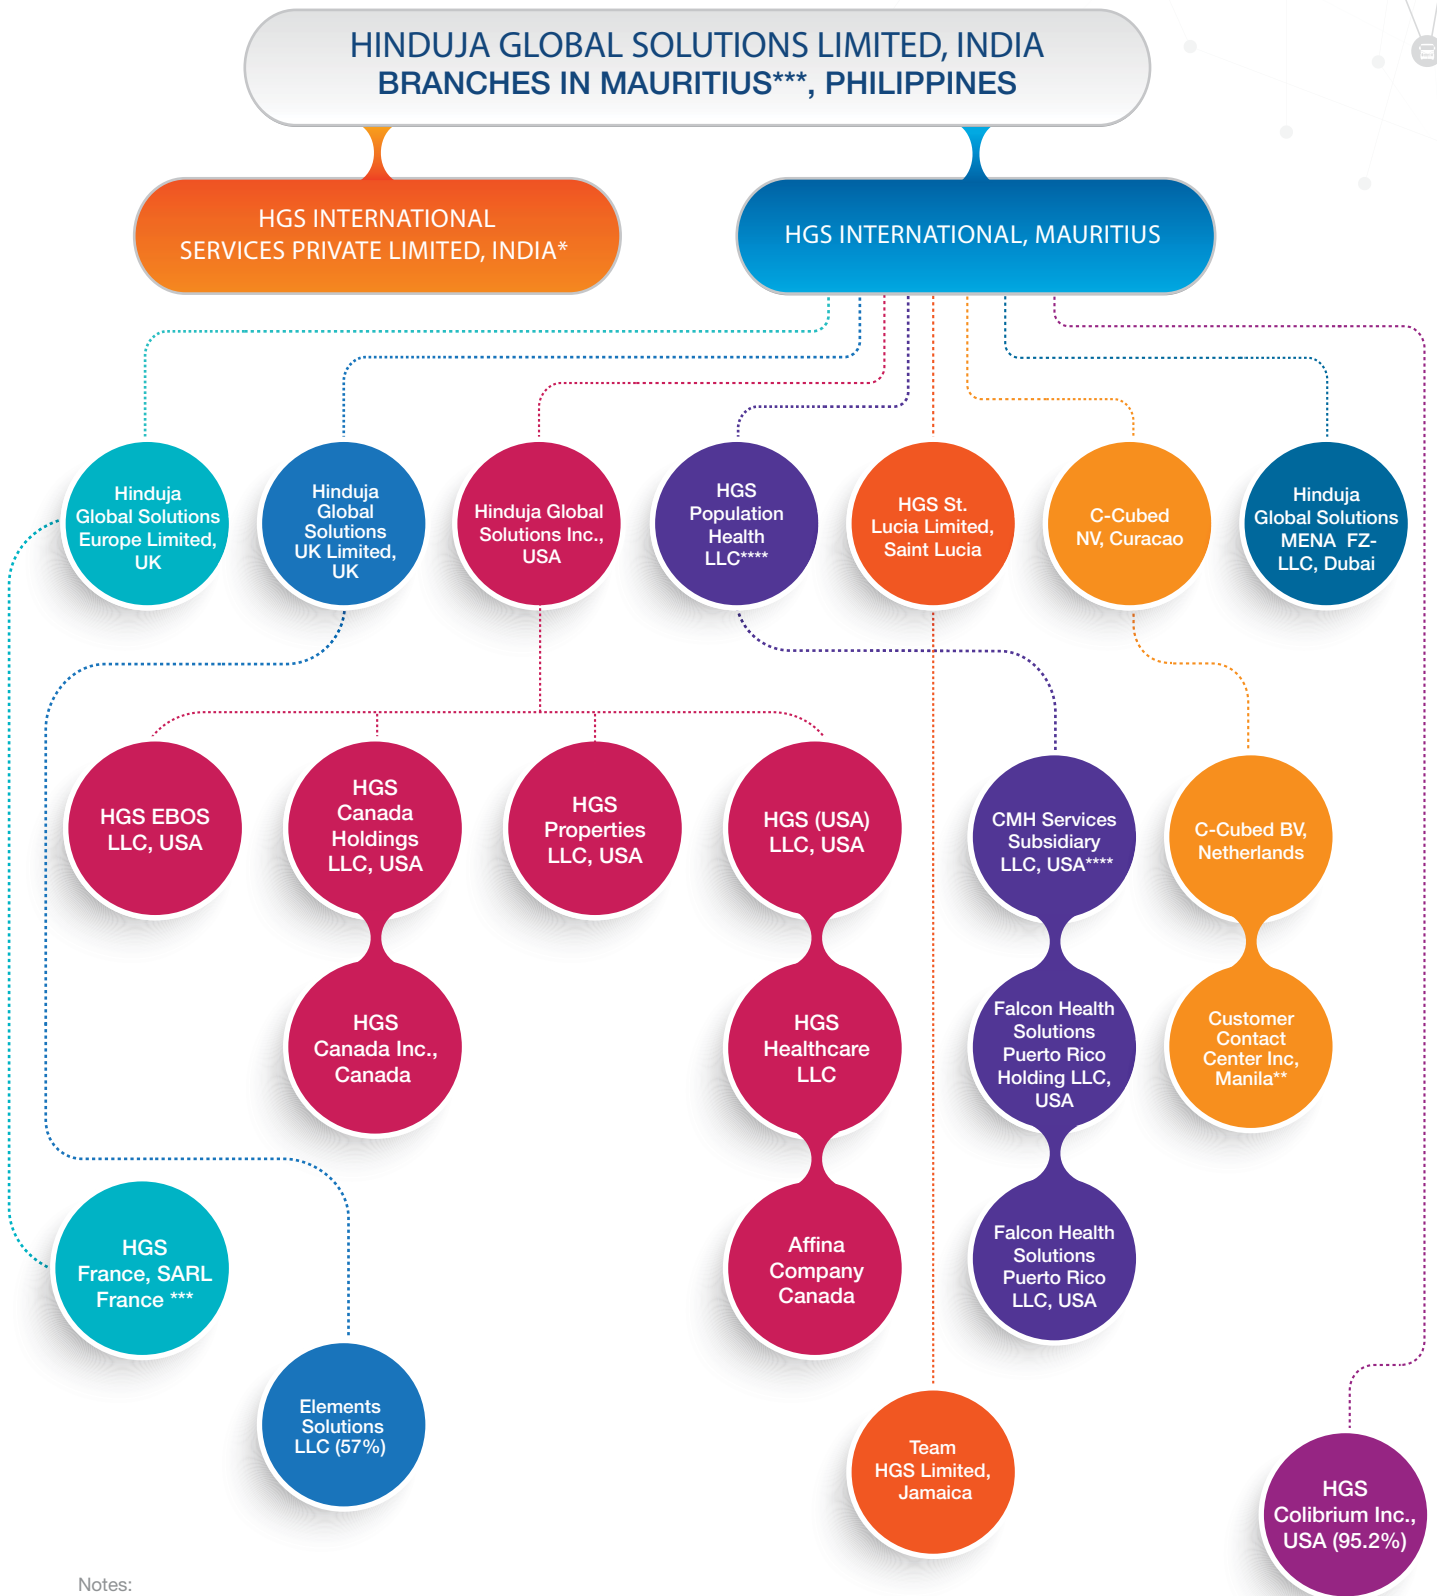 HINDUJA GLOBAL SOLUTIONS LIMITED, INDIA
BRANCHES IN MAURITIUS***, PHILIPPINES
HGS INTERNATIONAL
SERVICES PRIVATE LIMITED, INDIA*
HGS INTERNATIONAL, MAURITIUS
Hinduja
Global Solutions
Europe Limited,
UK
Hinduja
Global
Solutions
UK Limited,
UK
Hinduja Global
Solutions Inc.,
USA
HGS
Population
Health
LLC****
HGS St.
Lucia Limited,
Saint Lucia
C-Cubed
NV, Curacao
Hinduja
Global Solutions
MENA FZ-
LLC, Dubai
HGS EBOS
LLC, USA
HGS
Canada
Holdings
LLC, USA
HGS
Properties
LLC, USA
HGS (USA)
LLC, USA
CMH Services
Subsidiary
LLC, USA****
C-Cubed BV,
Netherlands
HGS
Canada Inc.,
Canada
HGS
Healthcare
LLC
Falcon Health
Solutions
Puerto Rico
Holding LLC,
USA
Customer
Contact
Center Inc,
Manila**
HGS
France, SARL
France ***
Affina
Company
Canada
Falcon Health
Solutions
Puerto Rico
LLC, USA
Elements
Solutions
LLC (57%)
Team
HGS Limited,
Jamaica
HGS
Colibrium Inc.,
USA (95.2%)
Notes: